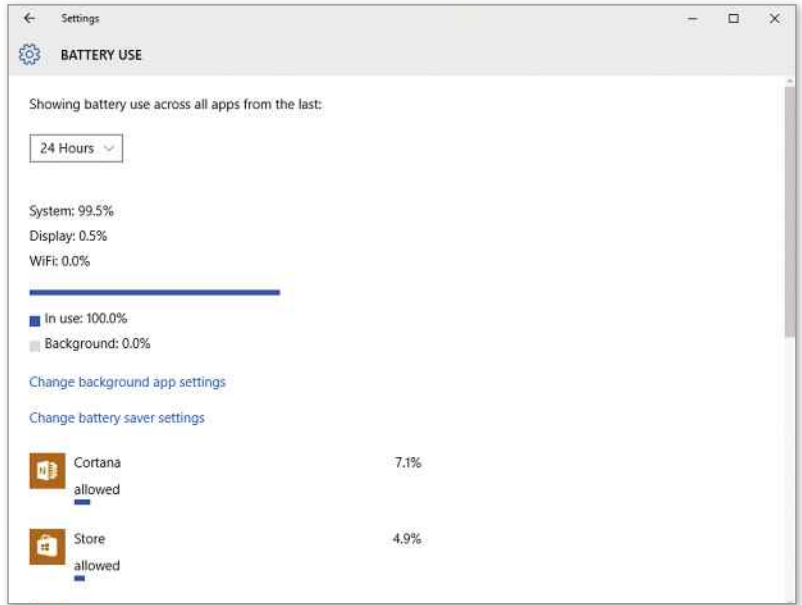 Settings
BATTERY USE
Showing battery use across all apps from the last:
24 Hours
System: 99.5%
Display: 0.5%
WiFi: 0.0%
In use: 100.0%
Background: 0.0%
Change background app settings
Change battery saver settings
Cortana 7.1%
allowed
Store 4.9%
allowed